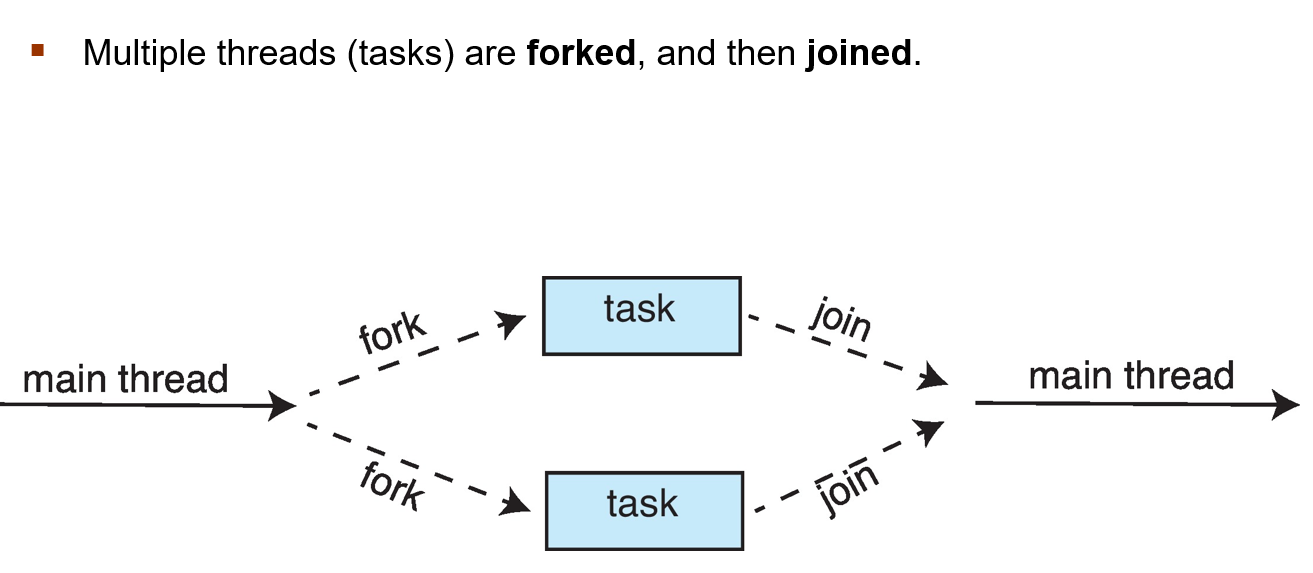 Multiple threads (tasks) are forked, and then joined.
fork
task
join
main thread
main thread
fork
task
join